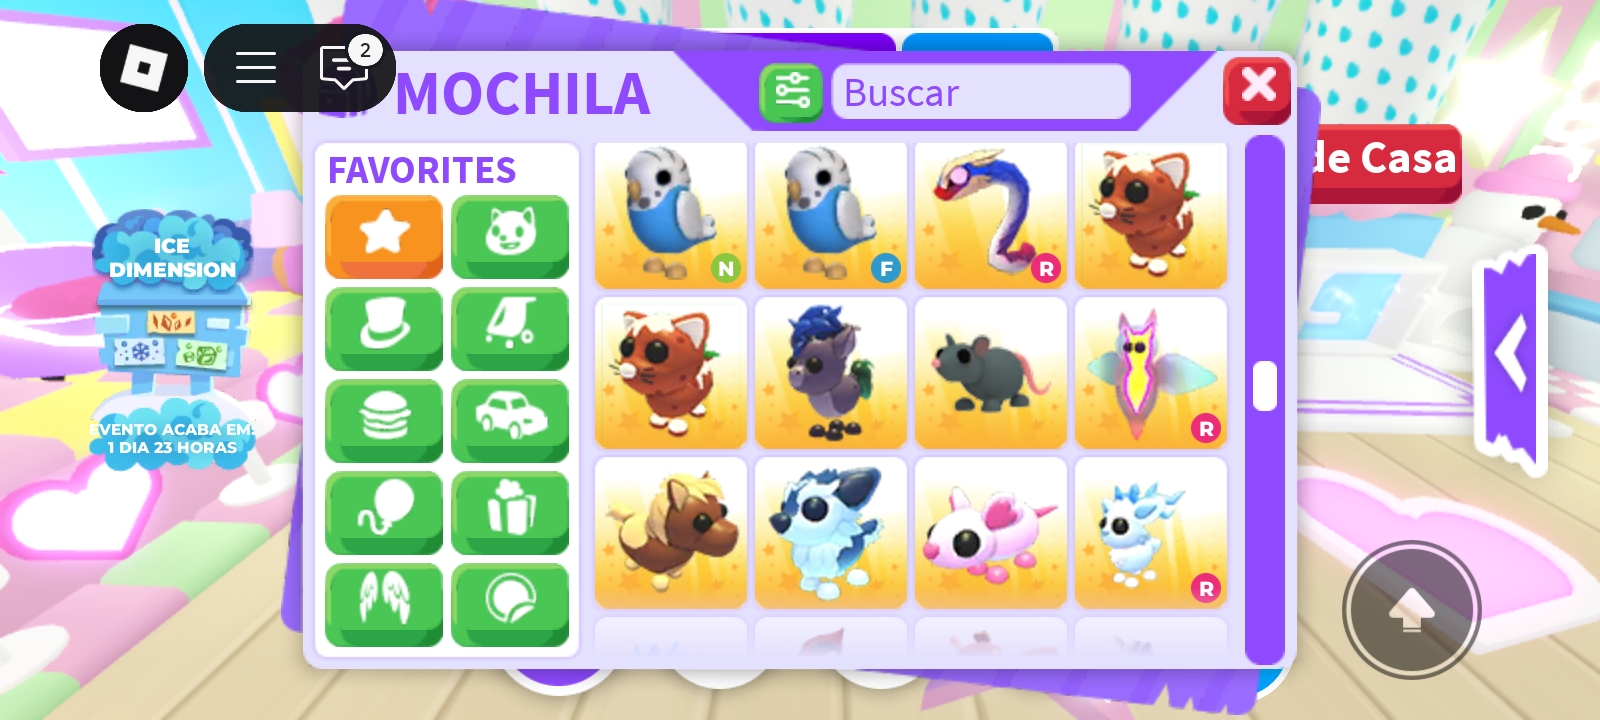 2
MOCHILA
Buscar
de Casa
FAVORITES
N
F
R
ICE
DIMENSION
R
EVENTO ACABA EM:
1 DIA 23 HORAS
R